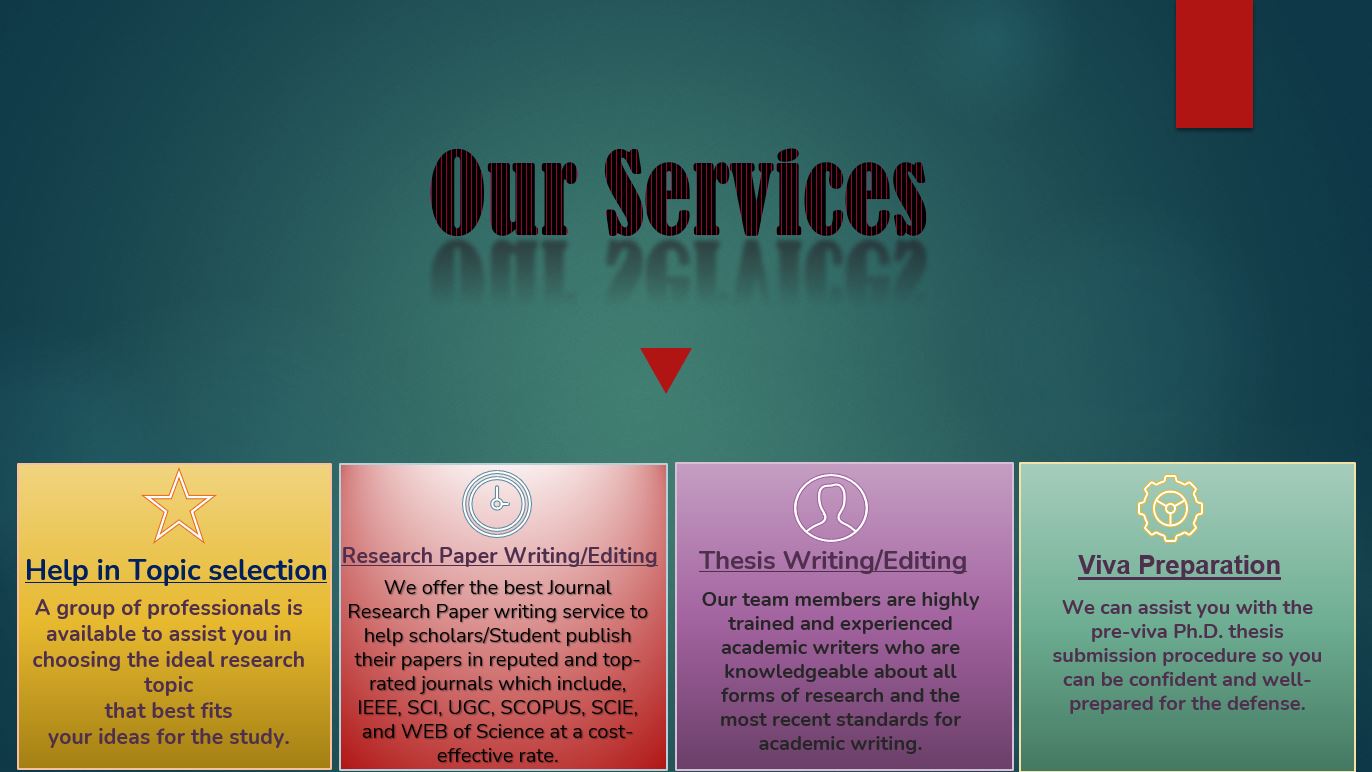 Our Services
Help in Topic selection
A group of professionals is
available to assist you in
choosing the ideal research
topic
that best fits
your ideas for the study.
Research Paper Writing/Editing
We offer the best Journal
Research Paper writing service to
help scholars/Student publish
their papers in reputed and top-
rated journals which include,
IEEE, SCI, UGC, SCOPUS, SCIE,
and WEB of Science at a cost-
effective rate.
Thesis Writing/Editing
Our team members are highly
trained and experienced
academic writers who are
knowledgeable about all
forms of research and the
most recent standards for
academic writing.
Viva Preparation
We can assist you with the
pre-viva Ph.D. thesis
submission procedure so you
can be confident and well-
prepared for the defense.